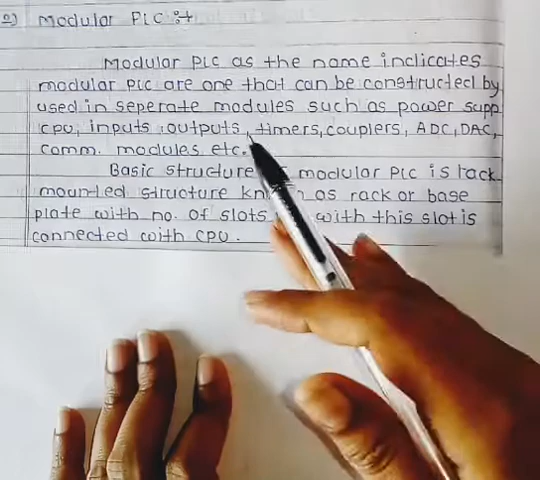 2) Modular PLC :+
Modular PLC as the name indicates
modular PLC are one that can be constructed by
used in seperate modules such as power supp
CPU, inputs :outputs, timers, couplers, ADC, DAC,
comm. modules etc.
Basic structure modular PLC is rack
mounted structure as rack or base
plate with no. of slots with this slot is
connected with CPU.